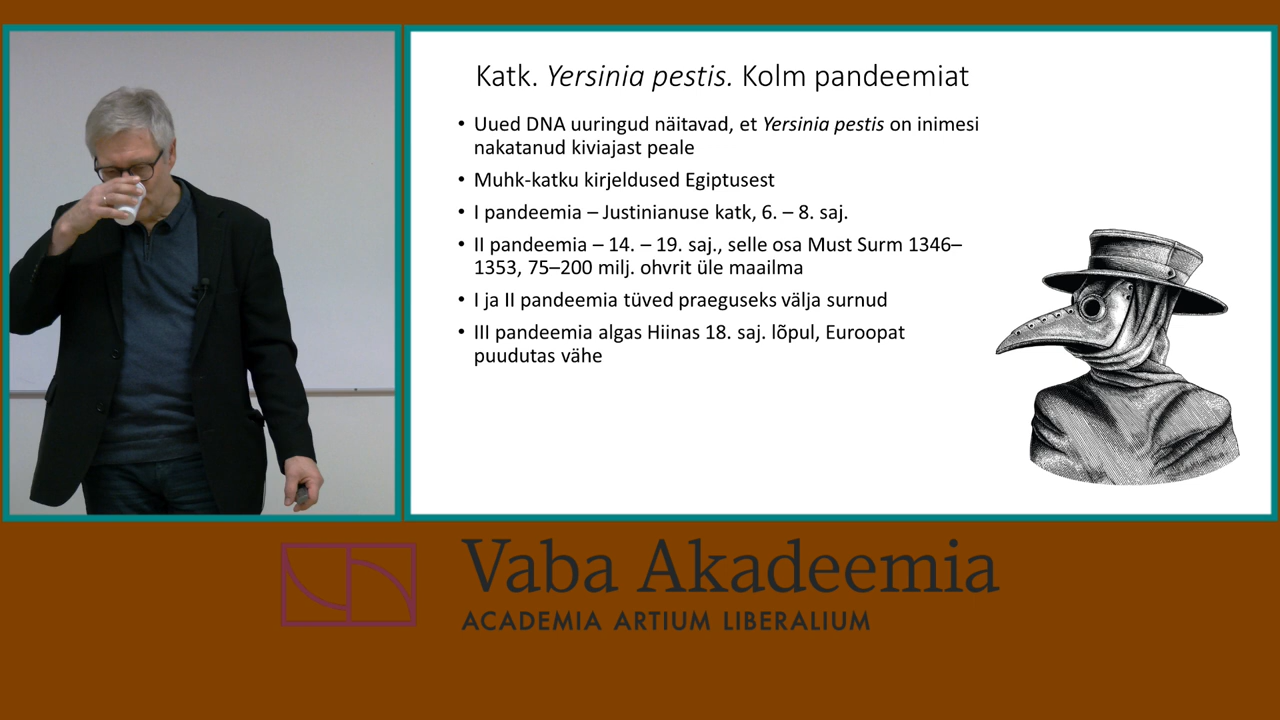 Katk. Yersinia pestis. Kolm pandeemiat
• Uued DNA uuringud näitavad, et Yersinia pestis on inimesi
nakatanud kiviajast peale
• Muhk-katku kirjeldused Egiptusest
• I pandeemia – Justinianuse katk, 6. – 8. saj.
• II pandeemia – 14. – 19. saj., selle osa Must Surm 1346–
1353, 75–200 milj. ohvrit üle maailma
• I ja II pandeemia tüved praeguseks välja surnud
• III pandeemia algas Hiinas 18. saj. lõpul, Euroopat
puudutas vähe
Vaba Akadeemia
ACADEMIA ARTIUM LIBERALIUM